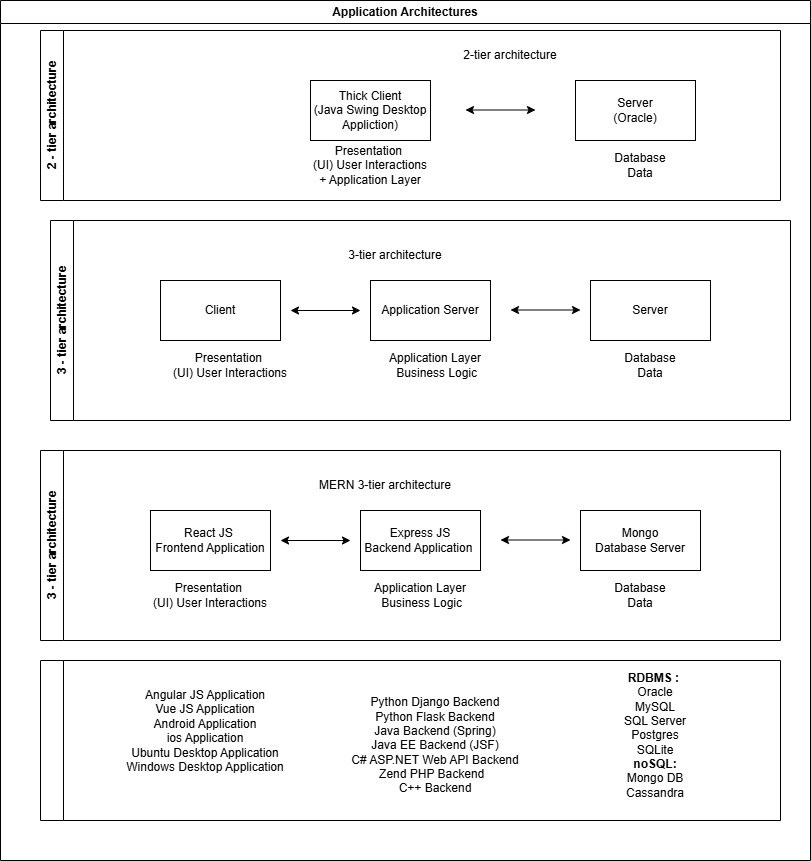 Application Architectures
2 - tier architecture
2-tier architecture
Thick Client
(Java Swing Desktop
Appliction)
Server
(Oracle)
Presentation
(UI) User Interactions
+ Application Layer
Database
Data
3 - tier architecture
3-tier architecture
Client
Application Server
Server
Presentation
(UI) User Interactions
Application Layer
Business Logic
Database
Data
3 - tier architecture
MERN 3-tier architecture
React JS
Frontend Application
Express JS
Backend Application
Mongo
Database Server
Presentation
(UI) User Interactions
Application Layer
Business Logic
Database
Data
Angular JS Application
Vue JS Application
Android Application
ios Application
Ubuntu Desktop Application
Windows Desktop Application
Python Django Backend
Python Flask Backend
Java Backend (Spring)
Java EE Backend (JSF)
C# ASP.NET Web API Backend
Zend PHP Backend
C++ Backend
RDBMS :
Oracle
MySQL
SQL Server
Postgres
SQLite
noSQL:
Mongo DB
Cassandra